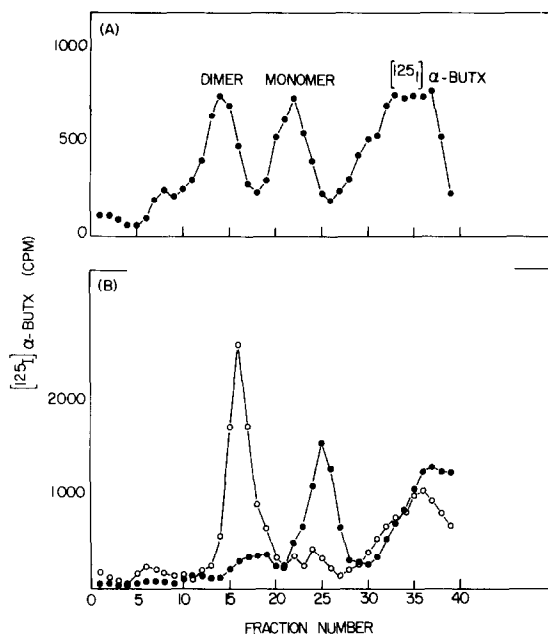 (A)
1000
500
0
DIMER
MONOMER
[125I] α-BUTX
[125I] α-BUTX (CPM)
(B)
2000
1000
0
0 5 10 15 20 25 30 35 40
FRACTION NUMBER